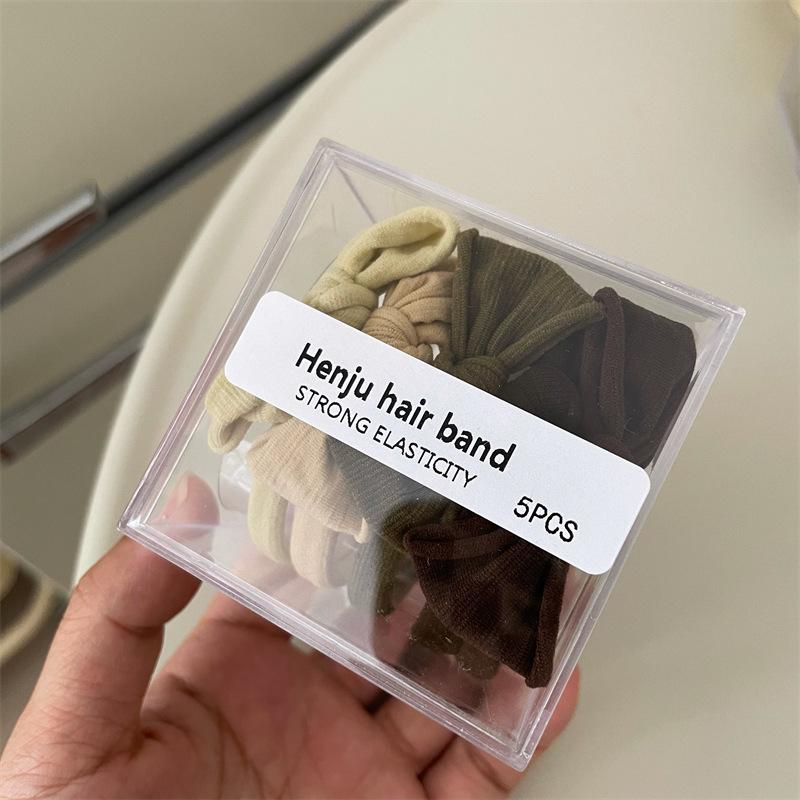 Henju hair band
STRONG ELASTICITY
5PCS